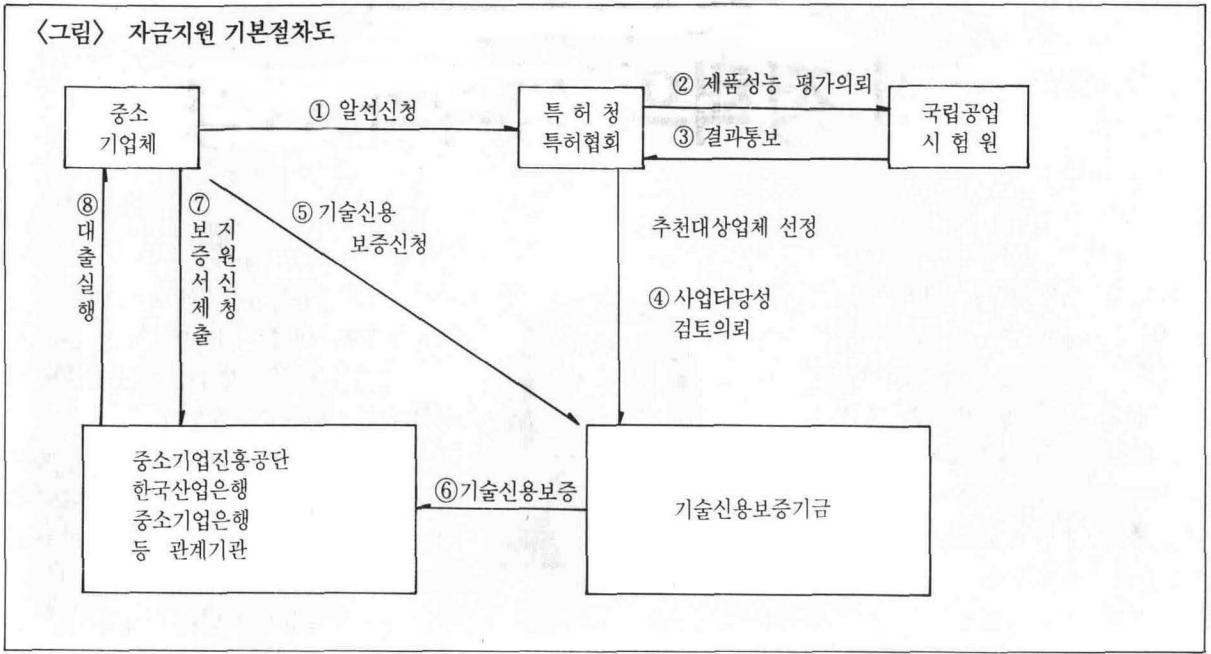 〈그림〉 자금지원 기본절차도
중소
기업체
① 알선신청
특 허 청
특허협회
② 제품성능 평가의뢰
③ 결과통보
국립공업
시 험 원
⑧ 대출실행
⑦ 보증서제출
지원신청
⑤ 기술신용
보증신청
추천대상업체 선정
④ 사업타당성
검토의뢰
중소기업진흥공단
한국산업은행
중소기업은행
등 관계기관
⑥ 기술신용보증
기술신용보증기금